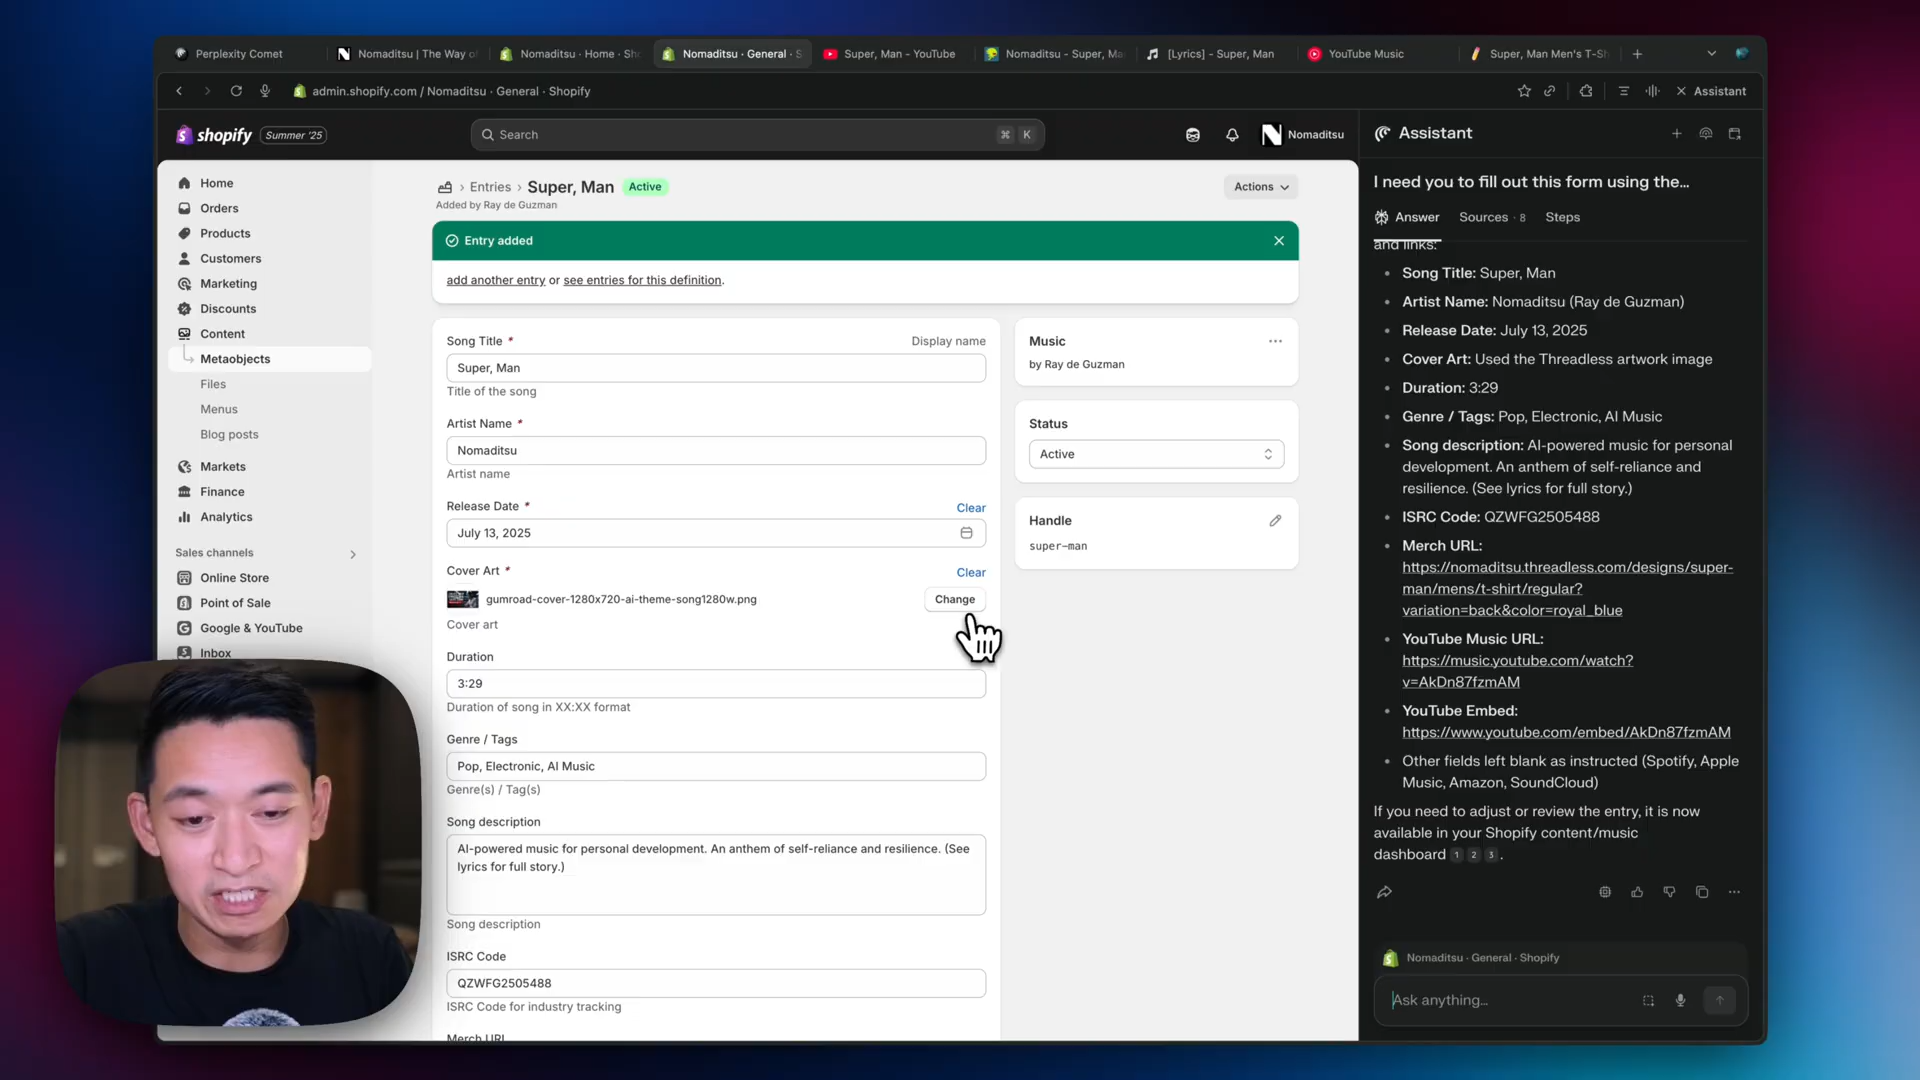 Perplexity Comet
Nomaditsu | The Way of
Nomaditsu · Home · Sho
Nomaditsu · General · S
Super, Man - YouTube
Nomaditsu - Super, Ma
[Lyrics] - Super, Man
YouTube Music
Super, Man Men's T-Sh
admin.shopify.com / Nomaditsu · General · Shopify
Assistant
shopify
Summer '25
Search
⌘ K
Nomaditsu
Home
Orders
Products
Customers
Marketing
Discounts
Content
Metaobjects
Files
Menus
Blog posts
Markets
Finance
Analytics
Sales channels
Online Store
Point of Sale
Google & YouTube
Inbox
Entries › Super, Man Active
Added by Ray de Guzman
Actions
Entry added
add another entry or see entries for this definition.
Song Title *
Display name
Super, Man
Title of the song
Artist Name *
Nomaditsu
Artist name
Release Date *
Clear
July 13, 2025
Cover Art *
Clear
gumroad-cover-1280x720-ai-theme-song1280w.png
Change
Cover art
Duration
3:29
Duration of song in XX:XX format
Genre / Tags
Pop, Electronic, AI Music
Genre(s) / Tag(s)
Song description
AI-powered music for personal development. An anthem of self-reliance and resilience. (See
lyrics for full story.)
Song description
ISRC Code
QZWFG2505488
ISRC Code for industry tracking
Merch URL
Music
by Ray de Guzman
Status
Active
Handle
super-man
Assistant
I need you to fill out this form using the...
Answer
Sources · 8
Steps
and links:
• Song Title: Super, Man
• Artist Name: Nomaditsu (Ray de Guzman)
• Release Date: July 13, 2025
• Cover Art: Used the Threadless artwork image
• Duration: 3:29
• Genre / Tags: Pop, Electronic, AI Music
• Song description: AI-powered music for personal
development. An anthem of self-reliance and
resilience. (See lyrics for full story.)
• ISRC Code: QZWFG2505488
• Merch URL:
https://nomaditsu.threadless.com/designs/super-
man/mens/t-shirt/regular?
variation=back&color=royal_blue
• YouTube Music URL:
https://music.youtube.com/watch?
v=AkDn87fzmAM
• YouTube Embed:
https://www.youtube.com/embed/AkDn87fzmAM
• Other fields left blank as instructed (Spotify, Apple
Music, Amazon, SoundCloud)
If you need to adjust or review the entry, it is now
available in your Shopify content/music
dashboard 1 2 3 .
Nomaditsu · General · Shopify
Ask anything...